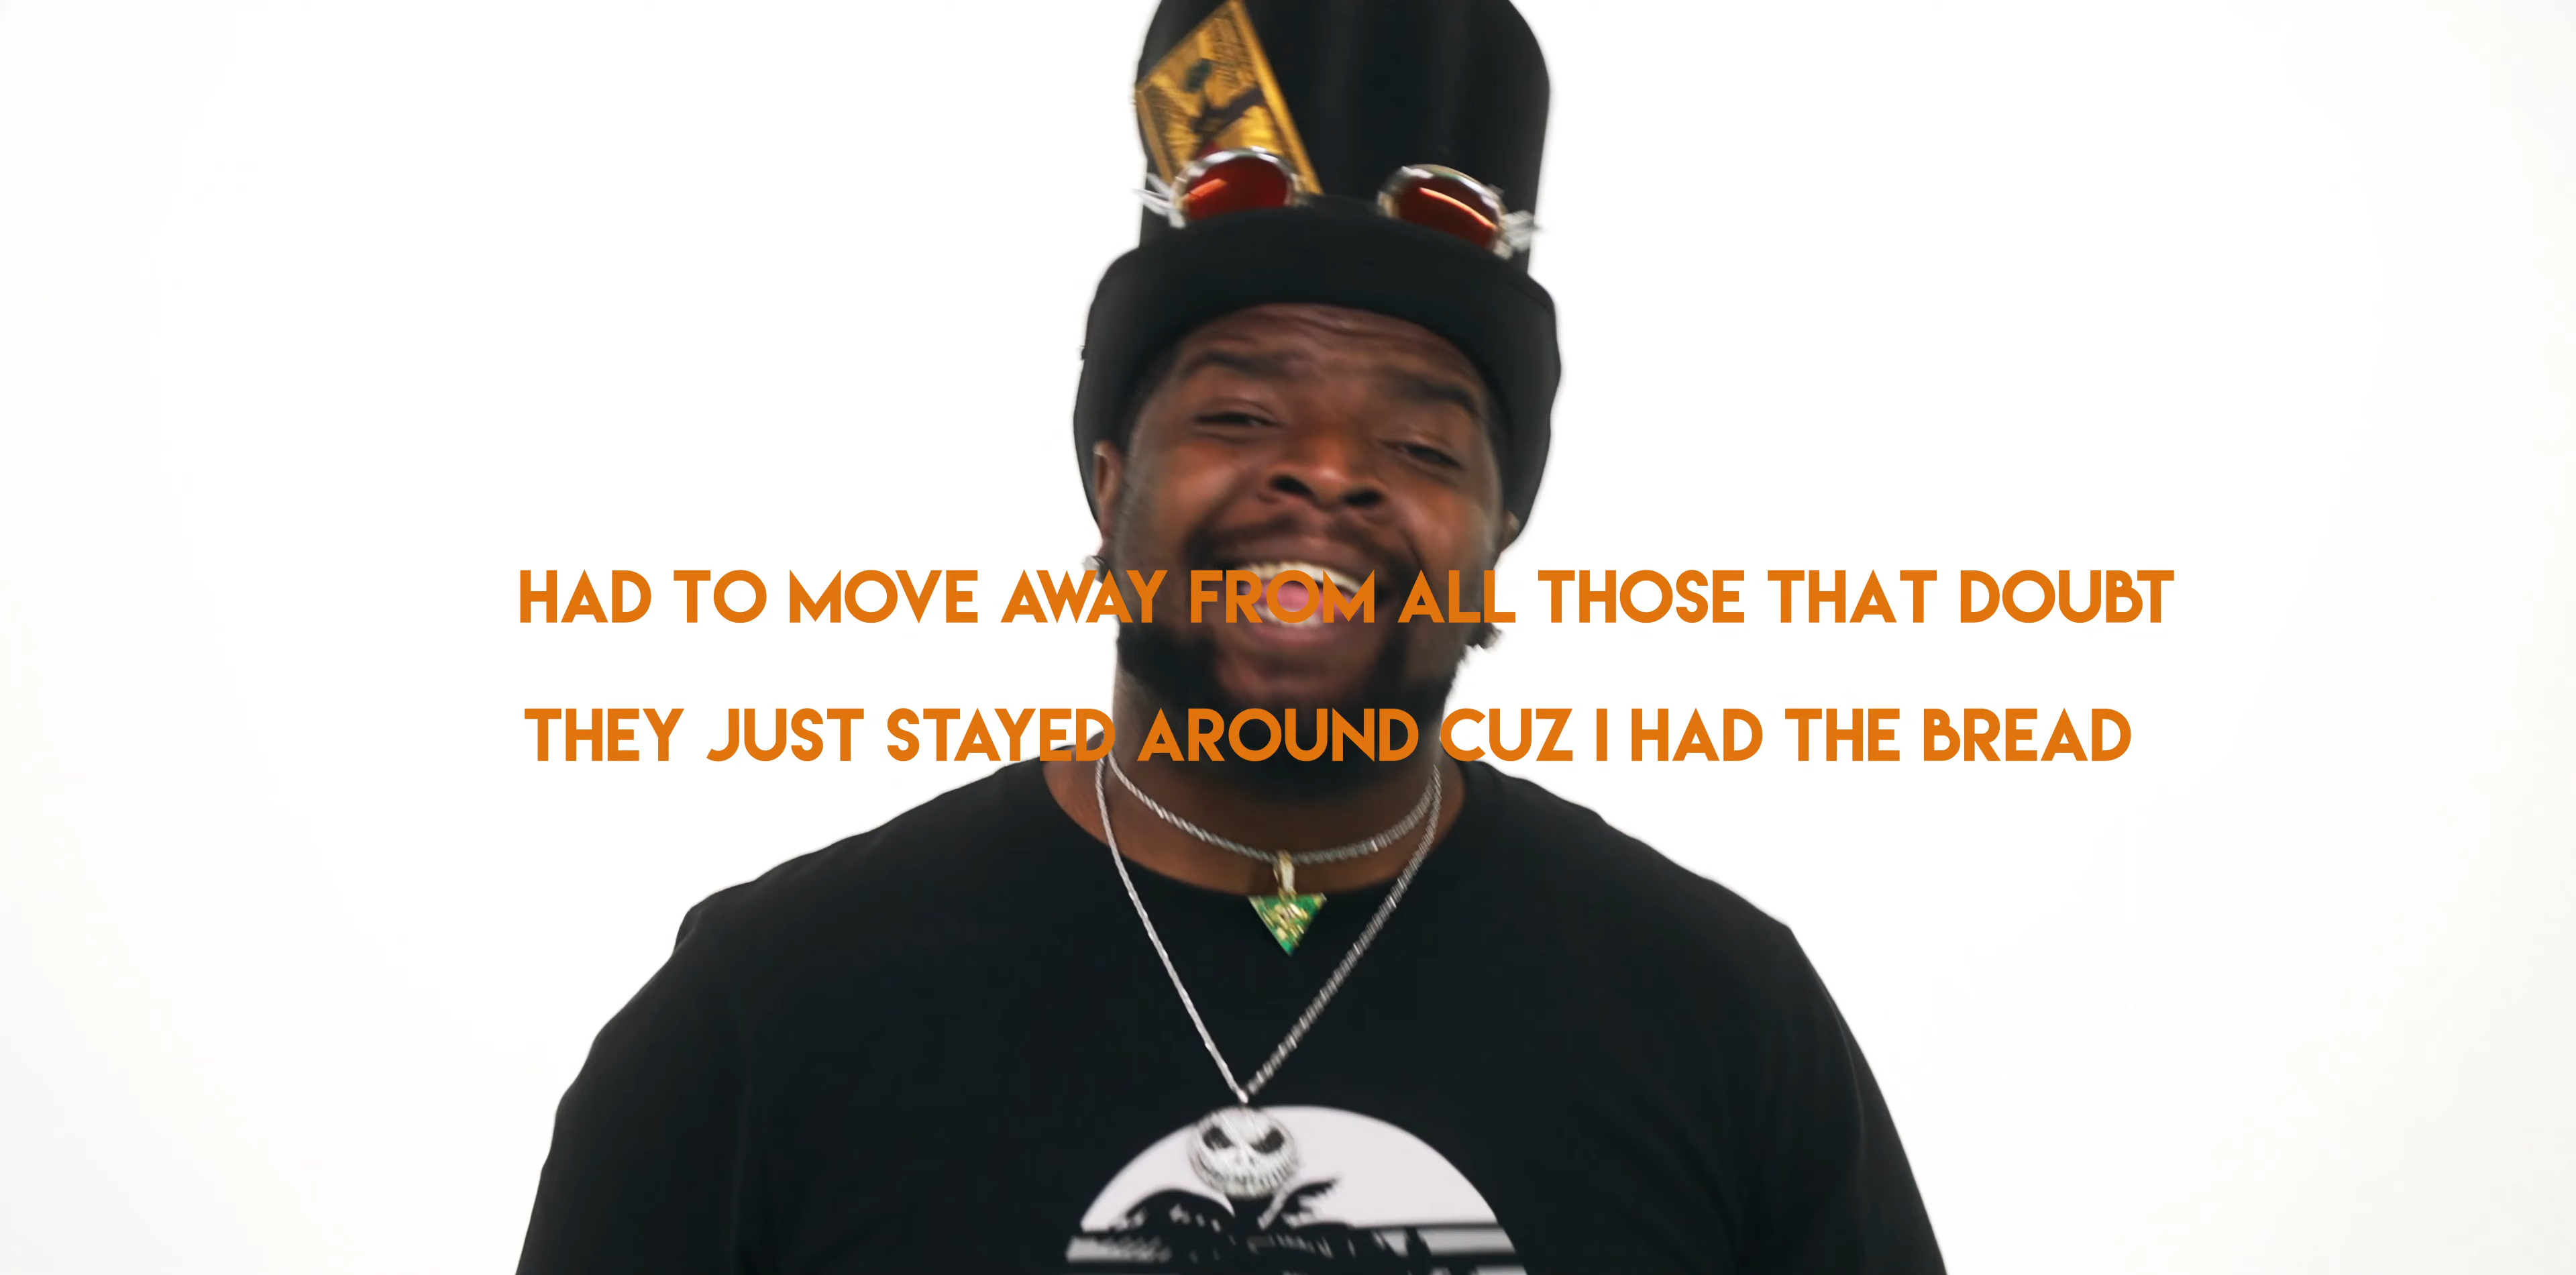 HAD TO MOVE AWAY FROM ALL THOSE THAT DOUBT
THEY JUST STAYED AROUND CUZ I HAD THE BREAD